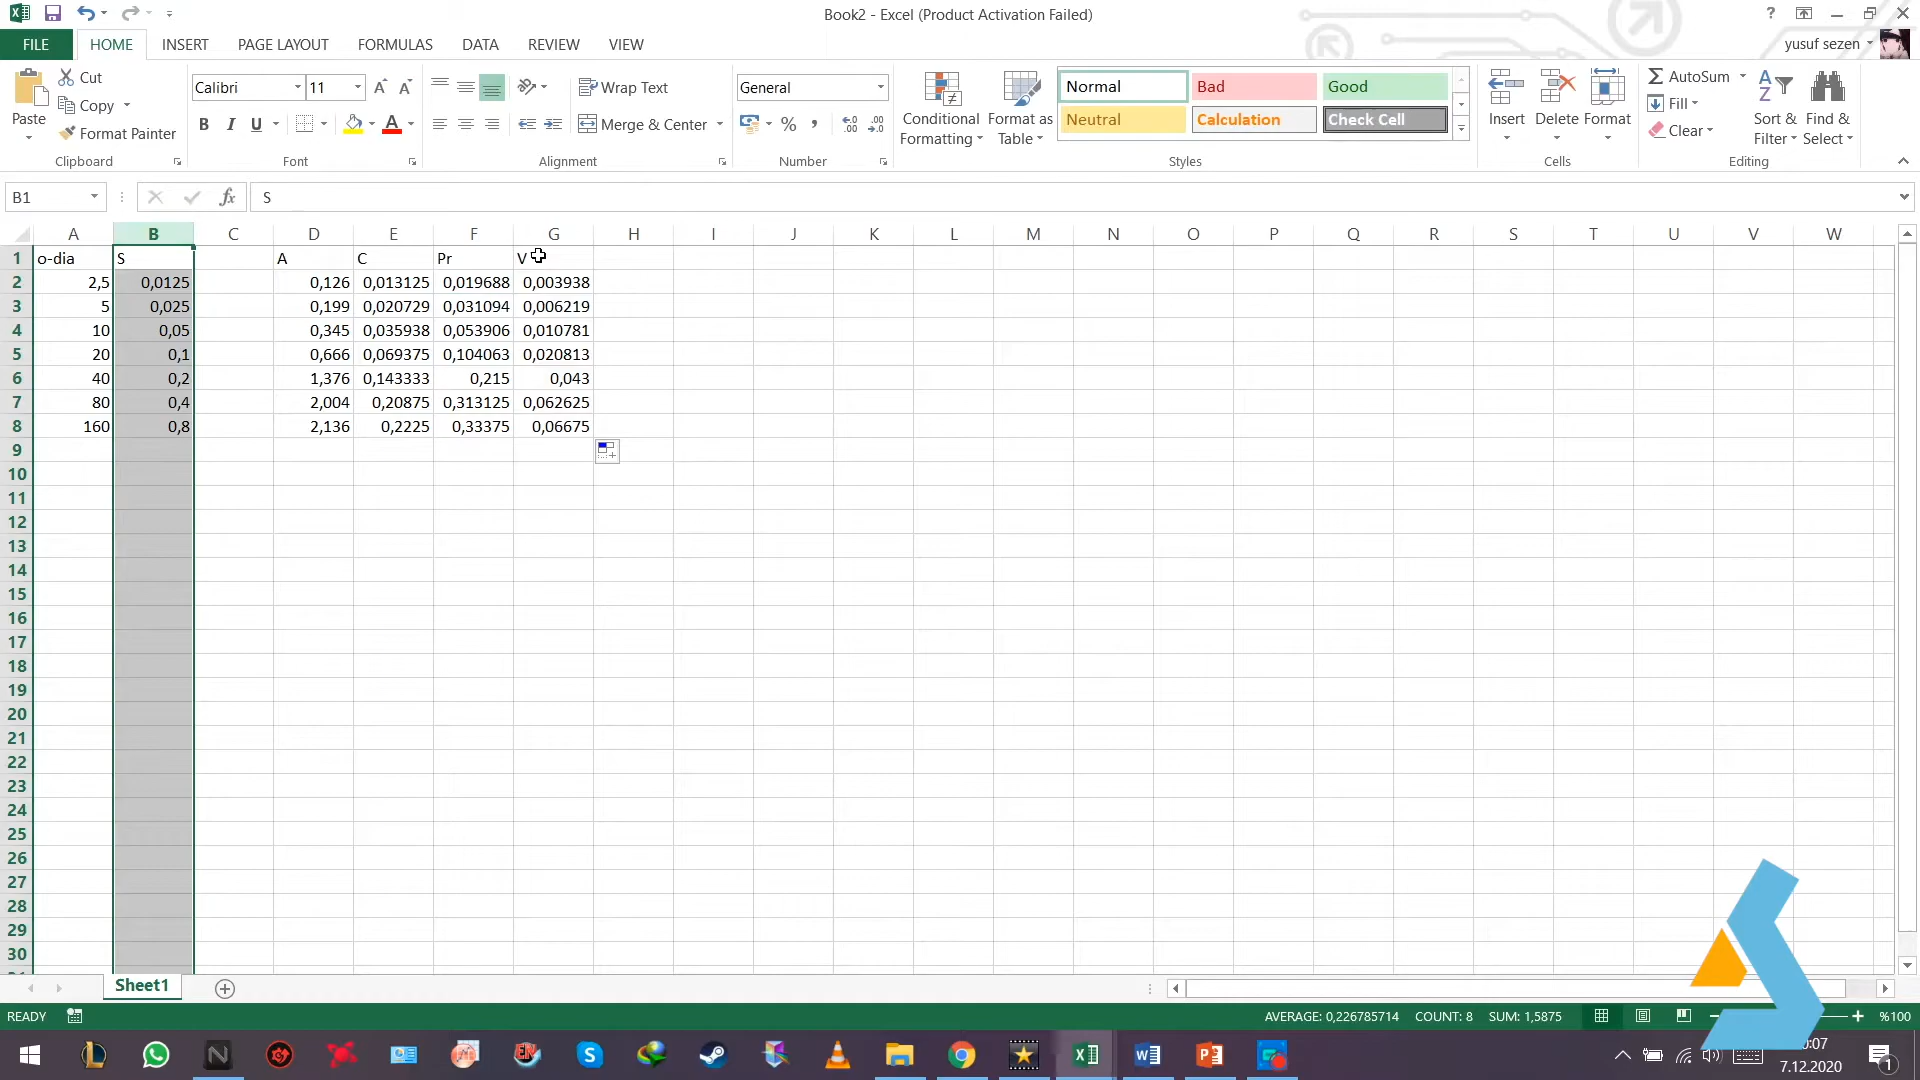 Book2 - Excel (Product Activation Failed)
?
FILE HOME INSERT PAGE LAYOUT FORMULAS DATA REVIEW VIEW
yusuf sezen
Paste
Cut
Copy
Format Painter
Clipboard
Calibri 11
B I U A
Font
Wrap Text
Merge & Center
Alignment
General
%
Number
Conditional Formatting
Format as Table
Normal Bad Good
Neutral Calculation Check Cell
Styles
Insert Delete Format
Cells
AutoSum
Fill
Clear
Sort & Filter
Find & Select
Editing
B1 fx S
A B C D E F G H I J K L M N O P Q R S T U V W
1 o-dia S A C Pr V
2 2,5 0,0125 0,126 0,013125 0,019688 0,003938
3 5 0,025 0,199 0,020729 0,031094 0,006219
4 10 0,05 0,345 0,035938 0,053906 0,010781
5 20 0,1 0,666 0,069375 0,104063 0,020813
6 40 0,2 1,376 0,143333 0,215 0,043
7 80 0,4 2,004 0,20875 0,313125 0,062625
8 160 0,8 2,136 0,2225 0,33375 0,06675
9
10
11
12
13
14
15
16
17
18
19
20
21
22
23
24
25
26
27
28
29
30
Sheet1
READY AVERAGE: 0,226785714 COUNT: 8 SUM: 1,5875 %100
7.12.2020
1